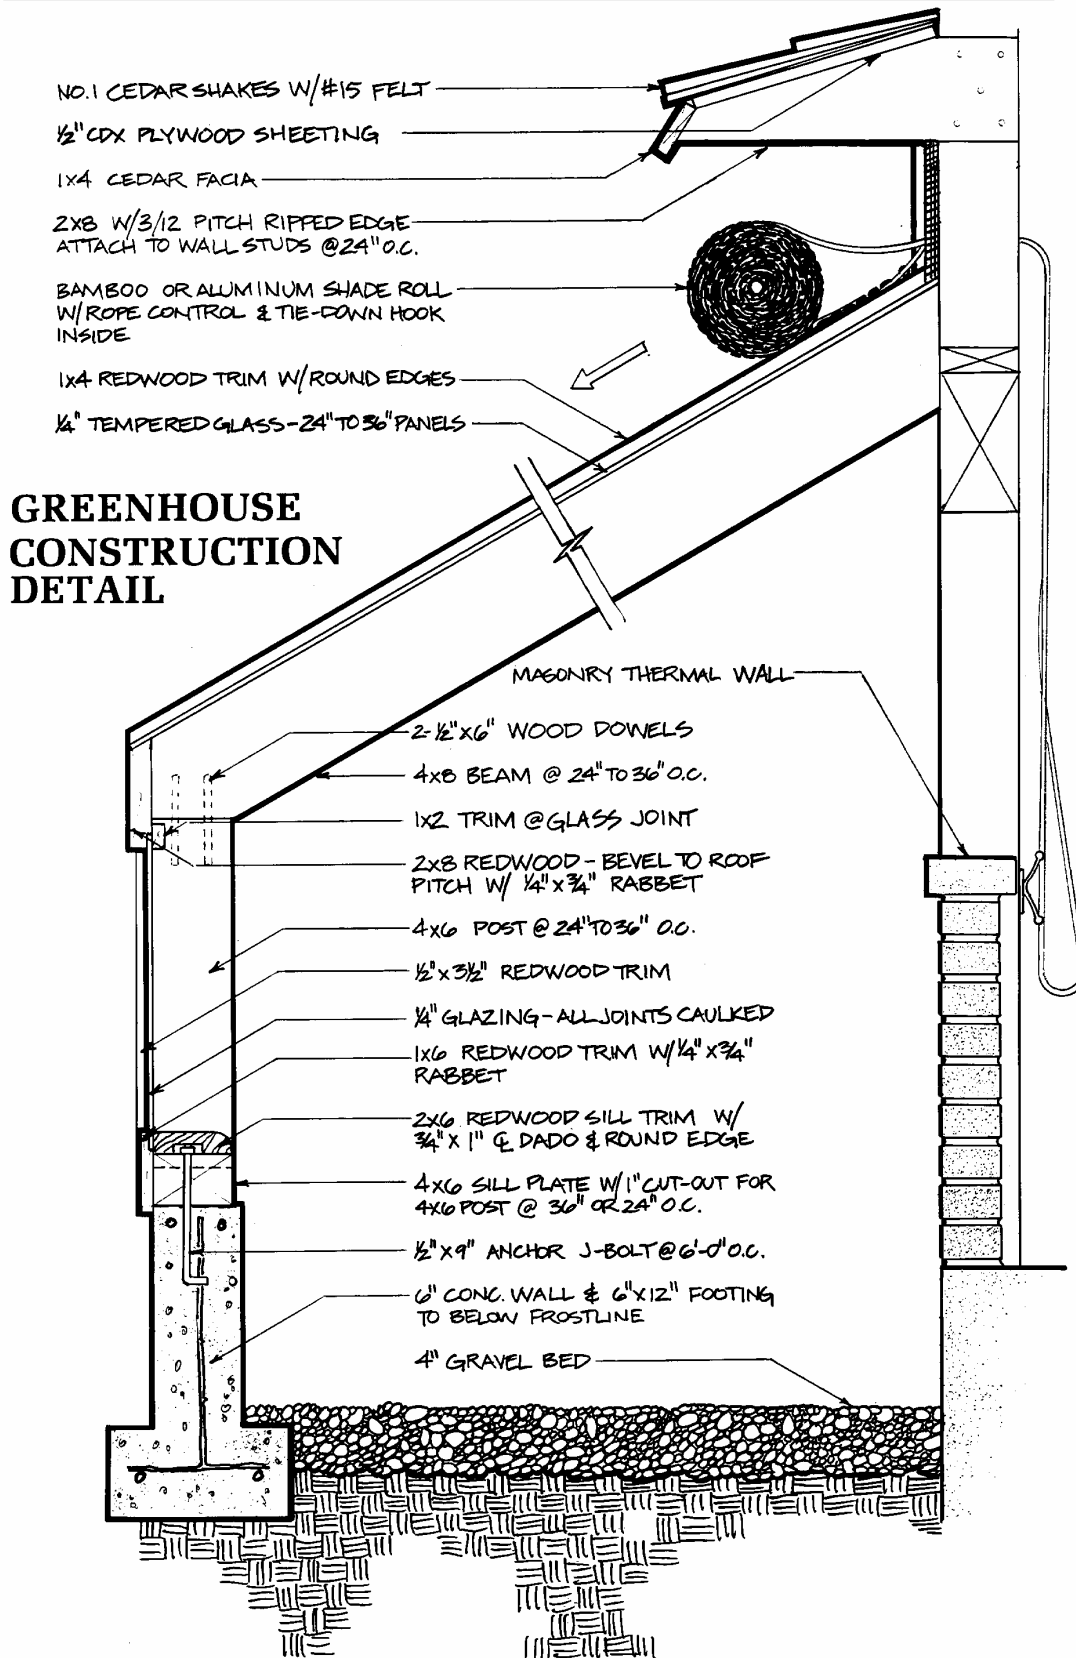 NO.1 CEDAR SHAKES W/#15 FELT
½" CDX PLYWOOD SHEETING
1x4 CEDAR FACIA
2x8 W/3/12 PITCH RIPPED EDGE
ATTACH TO WALL STUDS @24" O.C.
BAMBOO OR ALUMINUM SHADE ROLL
W/ROPE CONTROL & TIE-DOWN HOOK
INSIDE
1x4 REDWOOD TRIM W/ROUND EDGES
¼" TEMPERED GLASS-24" TO 36" PANELS
GREENHOUSE
CONSTRUCTION
DETAIL
MASONRY THERMAL WALL
2-½"x6" WOOD DOWELS
4x8 BEAM @ 24" TO 36" O.C.
1x2 TRIM @ GLASS JOINT
2x8 REDWOOD - BEVEL TO ROOF
PITCH W/ ¼"x¾" RABBET
4x6 POST @ 24" TO 36" O.C.
½"x3½" REDWOOD TRIM
¼" GLAZING - ALL JOINTS CAULKED
1x6 REDWOOD TRIM W/¼"x¾"
RABBET
2x6 REDWOOD SILL TRIM W/
¾"x1" ℄ DADO & ROUND EDGE
4x6 SILL PLATE W/1" CUT-OUT FOR
4x6 POST @ 36" OR 24" O.C.
½"x9" ANCHOR J-BOLT @ 6'-0" O.C.
6" CONC. WALL & 6"x12" FOOTING
TO BELOW FROSTLINE
4" GRAVEL BED